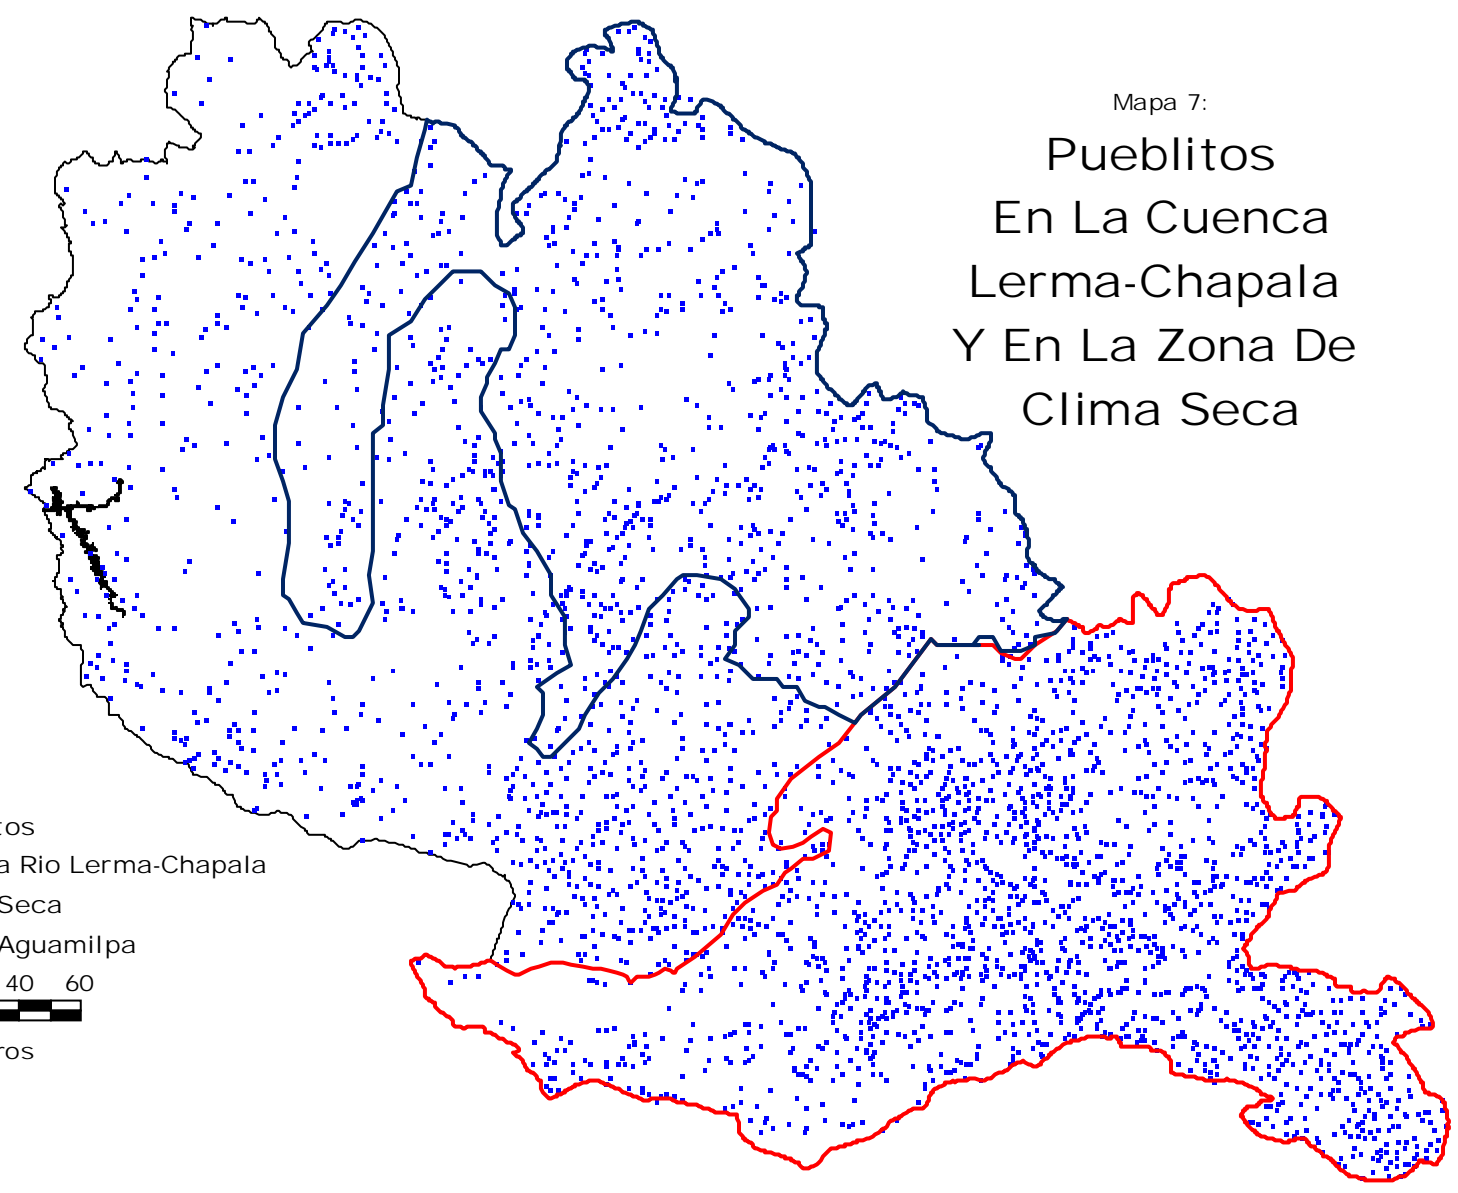 Mapa 7:
Pueblitos
En La Cuenca
Lerma-Chapala
Y En La Zona De
Clima Seca
tos
a Rio Lerma-Chapala
Seca
Aguamilpa
40 60
ros